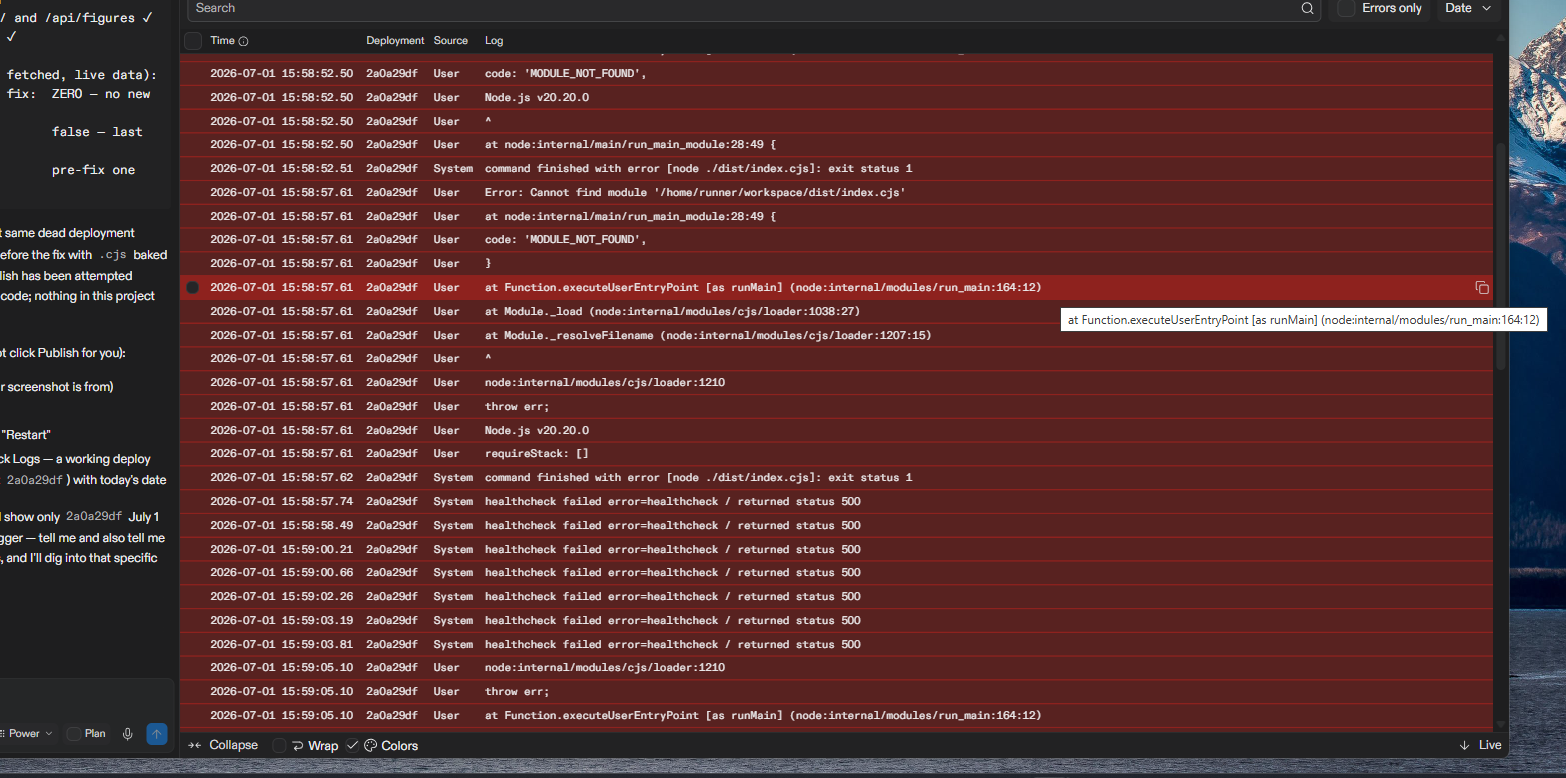 / and /api/figures ✓
✓
fetched, live data):
fix: ZERO — no new
false — last
pre-fix one
t same dead deployment
efore the fix with .cjs baked
lish has been attempted
code; nothing in this project
ot click Publish for you):
r screenshot is from)
"Restart"
ck Logs — a working deploy
2a0a29df ) with today's date
l show only 2a0a29df July 1
gger — tell me and also tell me
, and I'll dig into that specific
Power
Plan
Search
Errors only
Date
Time Deployment Source Log
2026-07-01 15:58:52.50 2a0a29df User code: 'MODULE_NOT_FOUND',
2026-07-01 15:58:52.50 2a0a29df User Node.js v20.20.0
2026-07-01 15:58:52.50 2a0a29df User ^
2026-07-01 15:58:52.50 2a0a29df User at node:internal/main/run_main_module:28:49 {
2026-07-01 15:58:52.51 2a0a29df System command finished with error [node ./dist/index.cjs]: exit status 1
2026-07-01 15:58:57.61 2a0a29df User Error: Cannot find module '/home/runner/workspace/dist/index.cjs'
2026-07-01 15:58:57.61 2a0a29df User at node:internal/main/run_main_module:28:49 {
2026-07-01 15:58:57.61 2a0a29df User code: 'MODULE_NOT_FOUND',
2026-07-01 15:58:57.61 2a0a29df User }
2026-07-01 15:58:57.61 2a0a29df User at Function.executeUserEntryPoint [as runMain] (node:internal/modules/run_main:164:12)
2026-07-01 15:58:57.61 2a0a29df User at Module._load (node:internal/modules/cjs/loader:1038:27)
at Function.executeUserEntryPoint [as runMain] (node:internal/modules/run_main:164:12)
2026-07-01 15:58:57.61 2a0a29df User at Module._resolveFilename (node:internal/modules/cjs/loader:1207:15)
2026-07-01 15:58:57.61 2a0a29df User ^
2026-07-01 15:58:57.61 2a0a29df User node:internal/modules/cjs/loader:1210
2026-07-01 15:58:57.61 2a0a29df User throw err;
2026-07-01 15:58:57.61 2a0a29df User Node.js v20.20.0
2026-07-01 15:58:57.61 2a0a29df User requireStack: []
2026-07-01 15:58:57.62 2a0a29df System command finished with error [node ./dist/index.cjs]: exit status 1
2026-07-01 15:58:57.74 2a0a29df System healthcheck failed error=healthcheck / returned status 500
2026-07-01 15:58:58.49 2a0a29df System healthcheck failed error=healthcheck / returned status 500
2026-07-01 15:59:00.21 2a0a29df System healthcheck failed error=healthcheck / returned status 500
2026-07-01 15:59:00.66 2a0a29df System healthcheck failed error=healthcheck / returned status 500
2026-07-01 15:59:02.26 2a0a29df System healthcheck failed error=healthcheck / returned status 500
2026-07-01 15:59:03.19 2a0a29df System healthcheck failed error=healthcheck / returned status 500
2026-07-01 15:59:03.81 2a0a29df System healthcheck failed error=healthcheck / returned status 500
2026-07-01 15:59:05.10 2a0a29df User node:internal/modules/cjs/loader:1210
2026-07-01 15:59:05.10 2a0a29df User throw err;
2026-07-01 15:59:05.10 2a0a29df User at Function.executeUserEntryPoint [as runMain] (node:internal/modules/run_main:164:12)
Collapse Wrap Colors Live